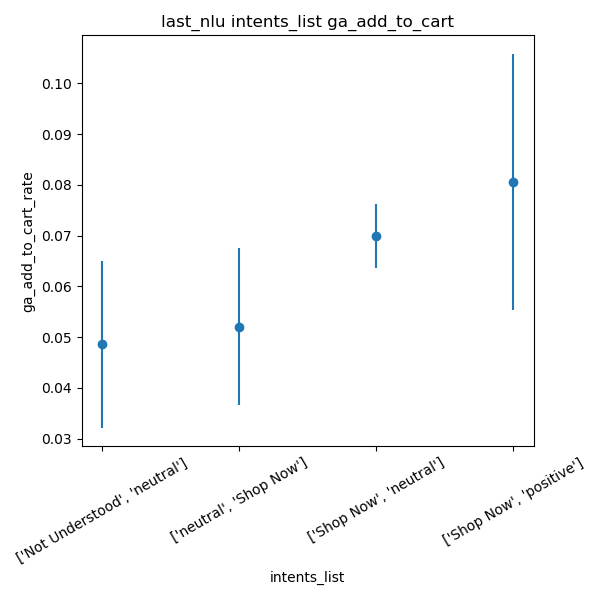 last_nlu intents_list ga_add_to_cart
0.10
0.09
0.08
0.07
0.06
0.05
0.04
0.03
ga_add_to_cart_rate
['Not Understood', 'neutral']
['neutral', 'Shop Now']
['Shop Now', 'neutral']
['Shop Now', 'positive']
intents_list